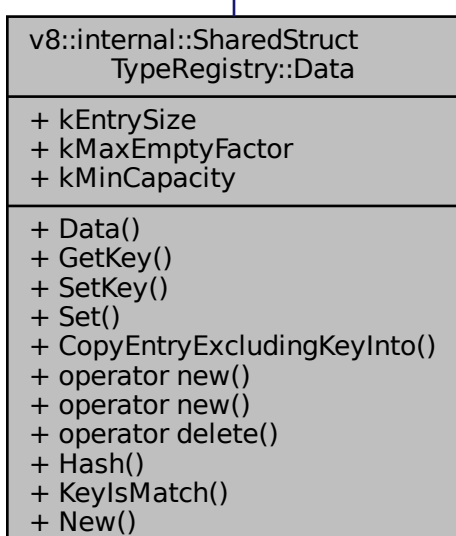 v8::internal::SharedStruct
TypeRegistry::Data
+ kEntrySize
+ kMaxEmptyFactor
+ kMinCapacity
+ Data()
+ GetKey()
+ SetKey()
+ Set()
+ CopyEntryExcludingKeyInto()
+ operator new()
+ operator new()
+ operator delete()
+ Hash()
+ KeyIsMatch()
+ New()